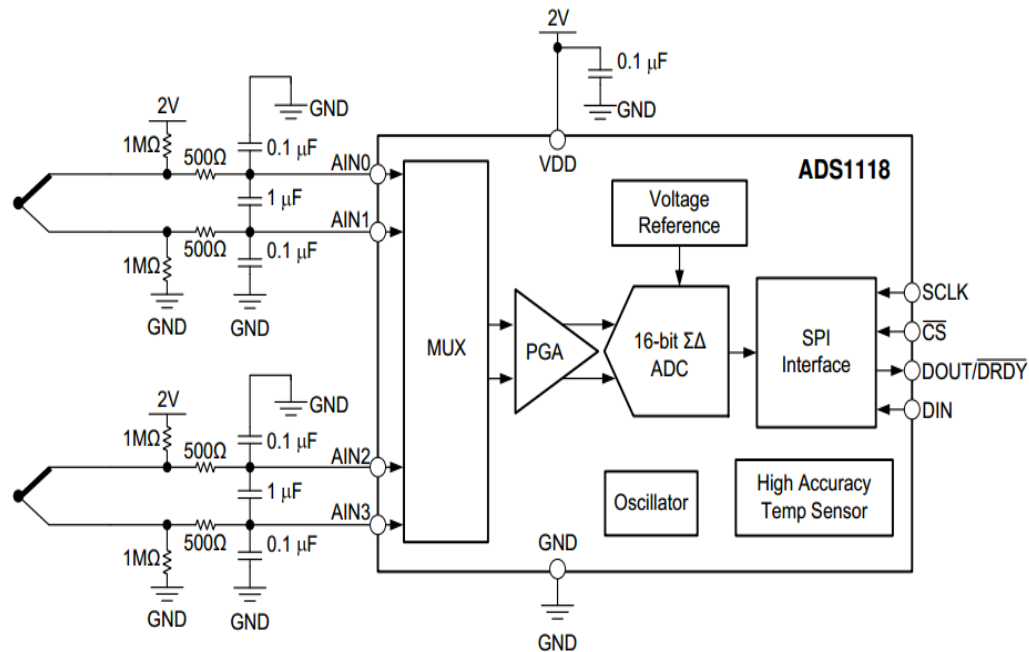 2V
0.1 µF
GND
VDD
ADS1118
2V
1MΩ
500Ω
GND
0.1 µF
AIN0
1 µF
AIN1
500Ω
0.1 µF
1MΩ
GND
GND
2V
1MΩ
500Ω
GND
0.1 µF
AIN2
1 µF
AIN3
500Ω
0.1 µF
1MΩ
GND
GND
MUX
PGA
Voltage
Reference
16-bit ΣΔ
ADC
SPI
Interface
SCLK
CS
DOUT/DRDY
DIN
Oscillator
High Accuracy
Temp Sensor
GND
GND